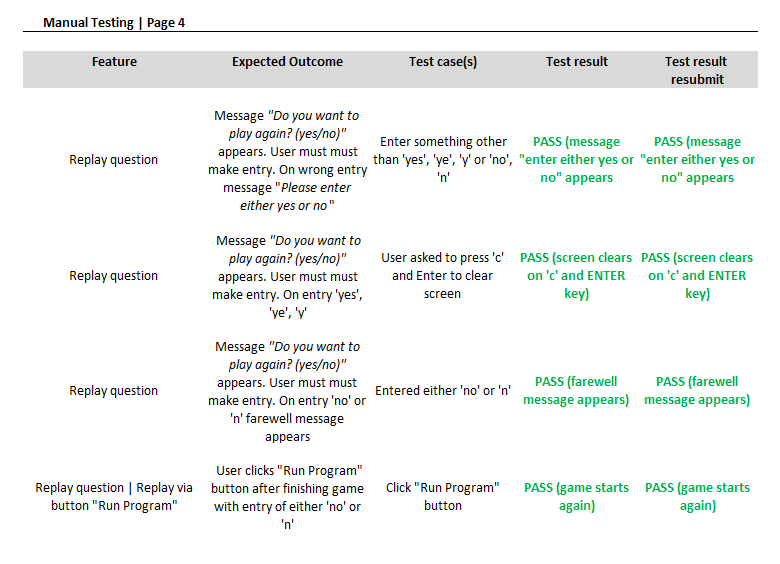 Manual Testing | Page 4
Feature
Expected Outcome
Test case(s)
Test result
Test result
resubmit
Replay question
Message "Do you want to
play again? (yes/no)"
appears. User must must
make entry. On wrong entry
message "Please enter
either yes or no"
Enter something other
than 'yes', 'ye', 'y' or 'no',
'n'
PASS (message
"enter either yes or
no" appears
PASS (message
"enter either yes or
no" appears
Replay question
Message "Do you want to
play again? (yes/no)"
appears. User must must
make entry. On entry 'yes',
'ye', 'y'
User asked to press 'c'
and Enter to clear
screen
PASS (screen clears
on 'c' and ENTER
key)
PASS (screen clears
on 'c' and ENTER
key)
Replay question
Message "Do you want to
play again? (yes/no)"
appears. User must must
make entry. On entry 'no' or
'n' farewell message
appears
Entered either 'no' or 'n'
PASS (farewell
message appears)
PASS (farewell
message appears)
Replay question | Replay via
button "Run Program"
User clicks "Run Program"
button after finishing game
with entry of either 'no' or
'n'
Click "Run Program"
button
PASS (game starts
again)
PASS (game starts
again)